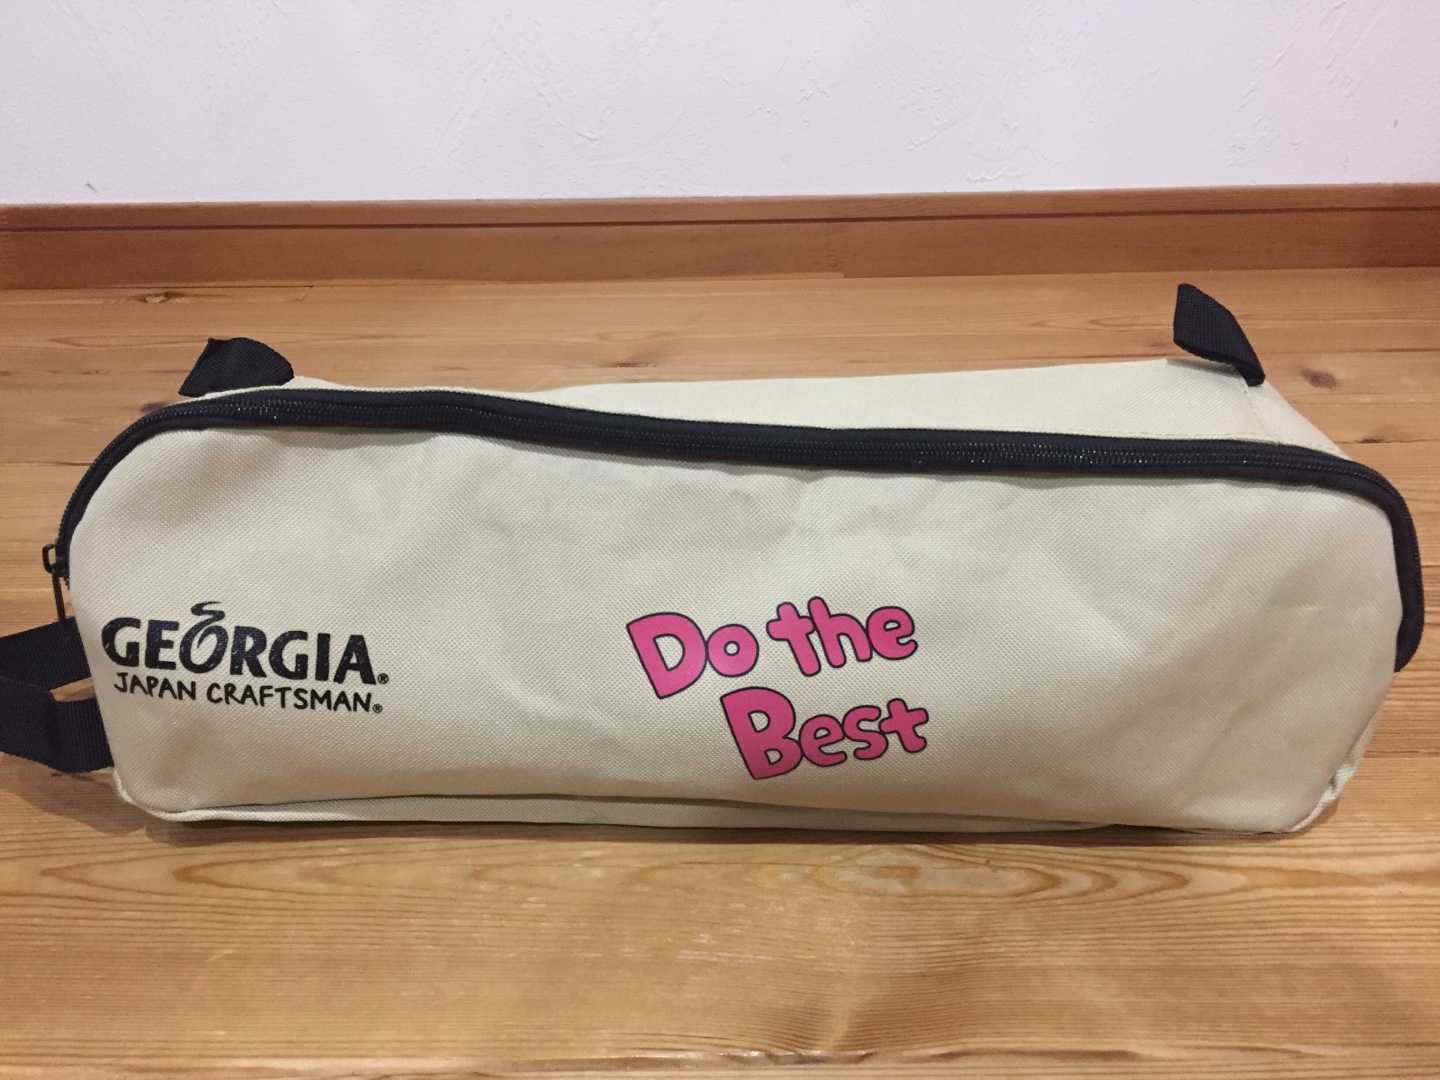 GEORGIA®
JAPAN CRAFTSMAN®
Do the
Best